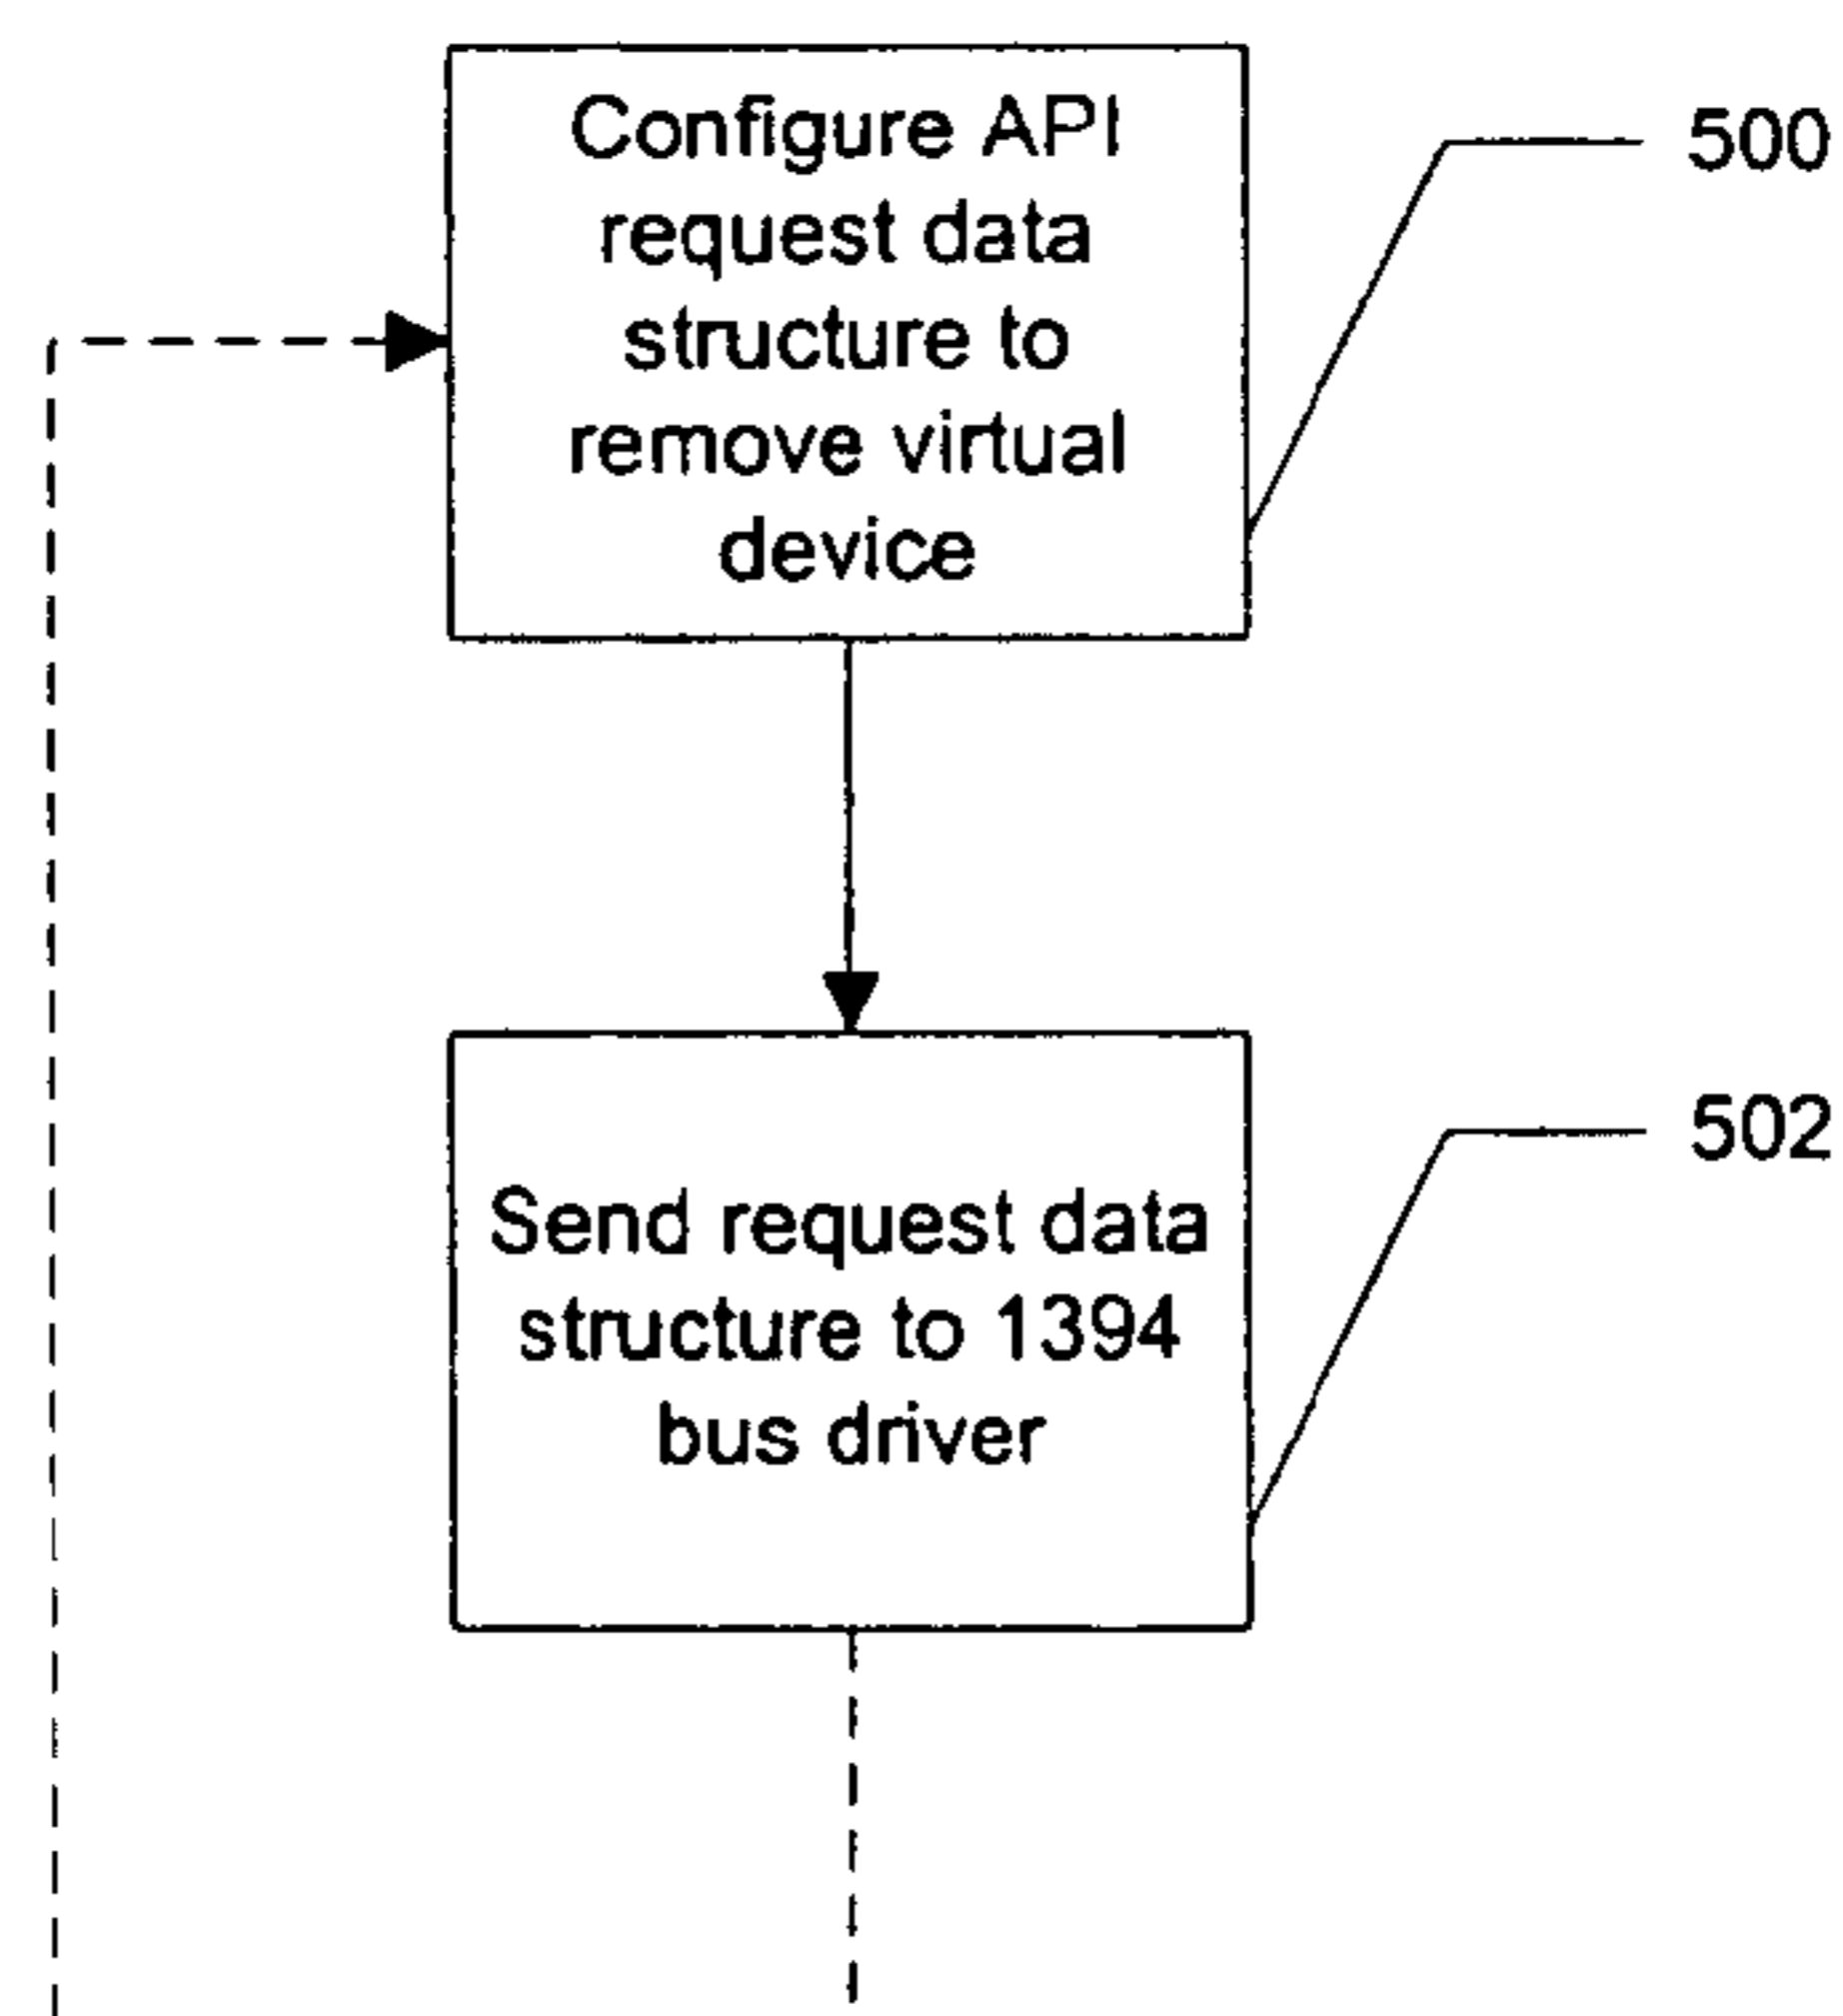 Configure API
request data
structure to
remove virtual
device
500
Send request data
structure to 1394
bus driver
502